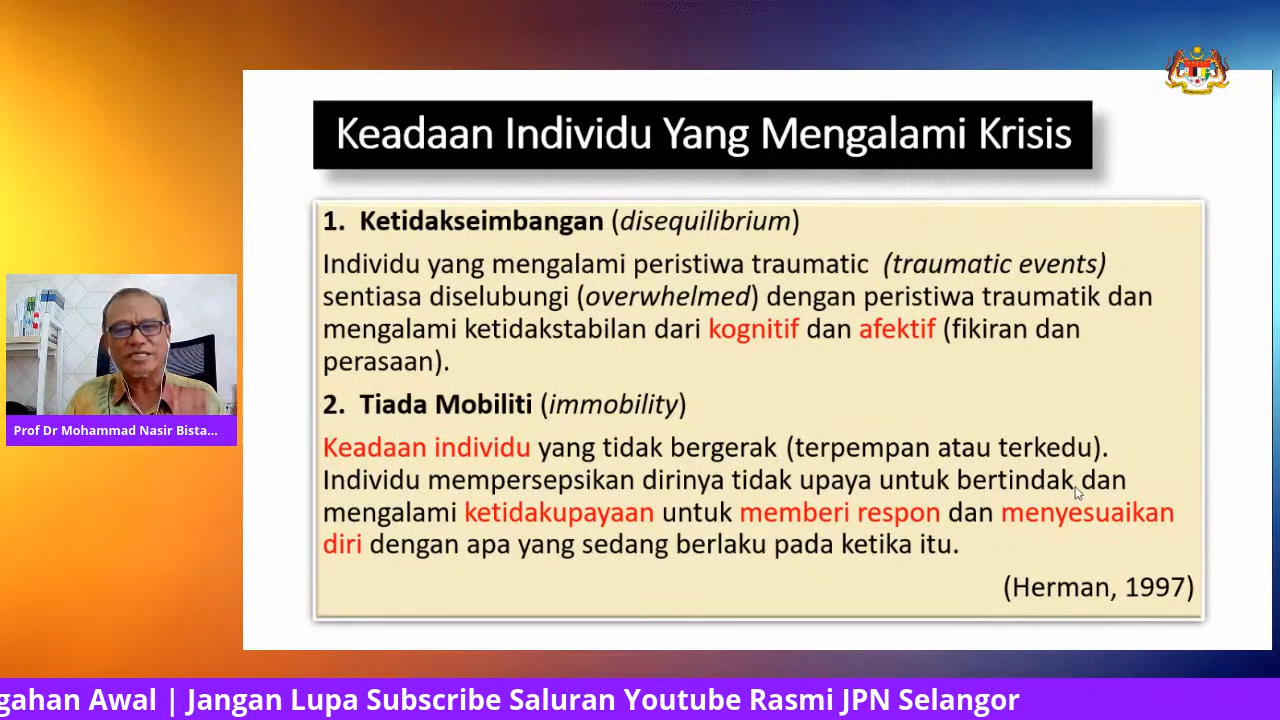 Keadaan Individu Yang Mengalami Krisis
1. Ketidakseimbangan (disequilibrium)
Individu yang mengalami peristiwa traumatic (traumatic events)
sentiasa diselubungi (overwhelmed) dengan peristiwa traumatik dan
mengalami ketidakstabilan dari kognitif dan afektif (fikiran dan
perasaan).
2. Tiada Mobiliti (immobility)
Keadaan individu yang tidak bergerak (terpempan atau terkedu).
Individu mempersepsikan dirinya tidak upaya untuk bertindak dan
mengalami ketidakupayaan untuk memberi respon dan menyesuaikan
diri dengan apa yang sedang berlaku pada ketika itu.
(Herman, 1997)
Prof Dr Mohammad Nasir Bista...
gahan Awal | Jangan Lupa Subscribe Saluran Youtube Rasmi JPN Selangor